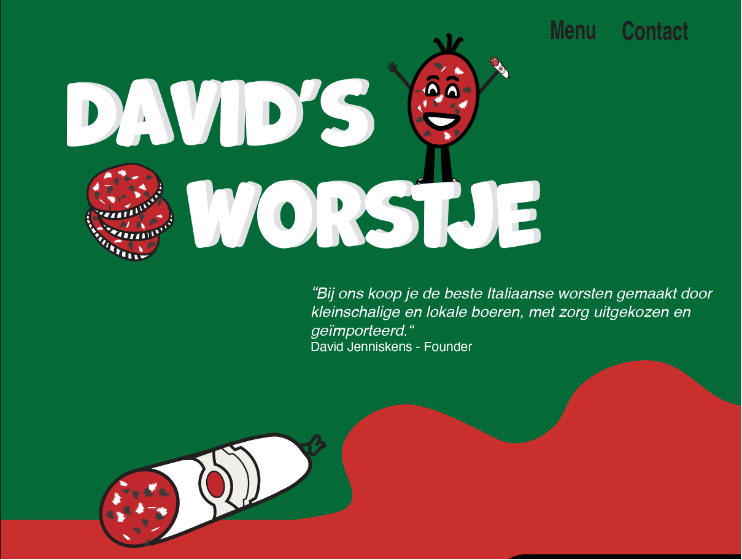 Menu Contact
DAVID'S
WORSTJE
“Bij ons koop je de beste Italiaanse worsten gemaakt door
kleinschalige en lokale boeren, met zorg uitgekozen en
geïmporteerd.“
David Jenniskens - Founder